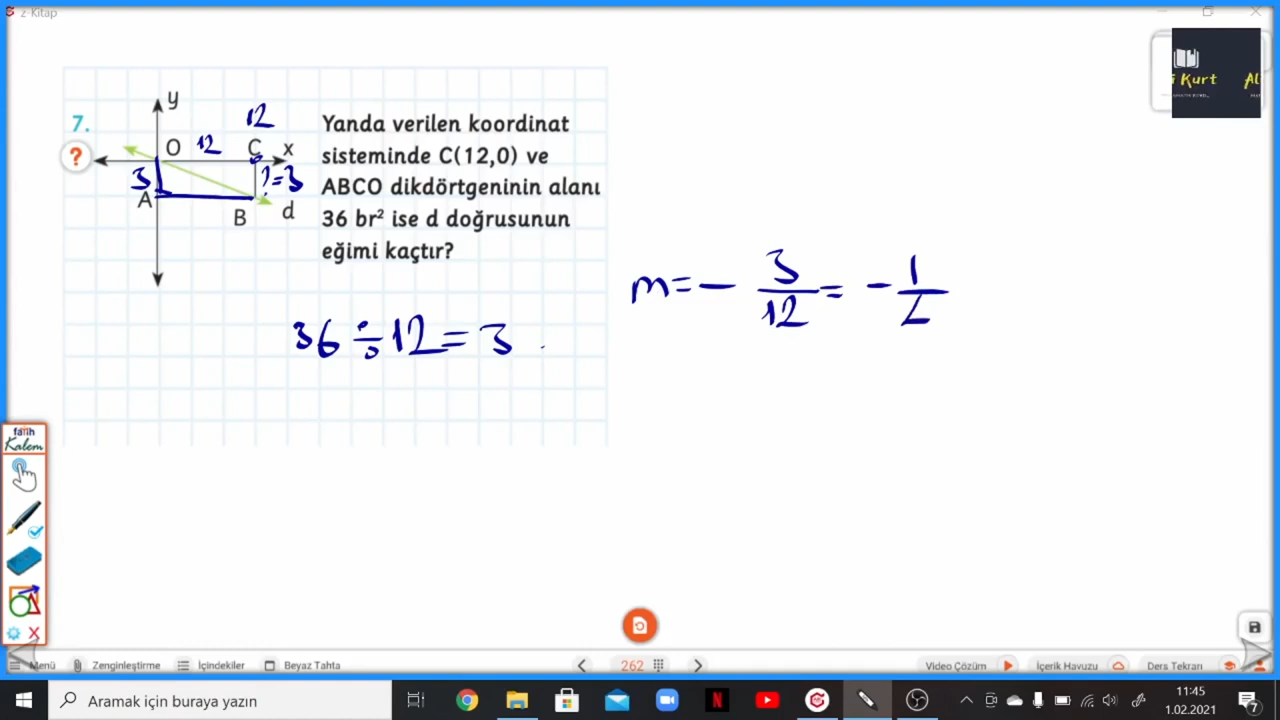 z-Kitap
Kurt Al
y
12
7.
O 12 C x
?
3 ?=3
A
B d
Yanda verilen koordinat
sisteminde C(12,0) ve
ABCO dikdörtgeninin alanı
36 br² ise d doğrusunun
eğimi kaçtır?
m = - 3/12 = - 1/
36 ÷ 12 = 3
fatih
Kalem
Menü Zenginleştirme İçindekiler Beyaz Tahta 262 Video Çözüm İçerik Havuzu Ders Tekrarı
Aramak için buraya yazın
11:45
1.02.2021
7